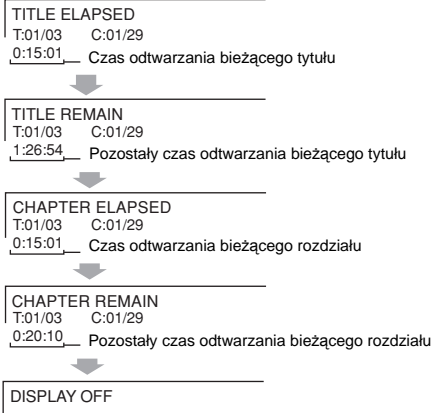 TITLE ELAPSED
T:01/03 C:01/29
0:15:01 Czas odtwarzania bieżącego tytułu
TITLE REMAIN
T:01/03 C:01/29
1:26:54 Pozostały czas odtwarzania bieżącego tytułu
CHAPTER ELAPSED
T:01/03 C:01/29
0:15:01 Czas odtwarzania bieżącego rozdziału
CHAPTER REMAIN
T:01/03 C:01/29
0:20:10 Pozostały czas odtwarzania bieżącego rozdziału
DISPLAY OFF